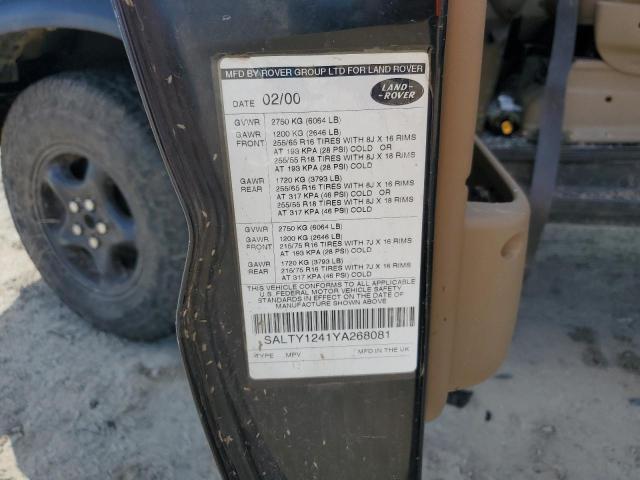 MFD BY ROVER GROUP LTD FOR LAND ROVER
DATE 02/00
LAND-
-ROVER
GVWR 2750 KG (6064 LB)
GAWR 1200 KG (2646 LB)
FRONT 255/65 R16 TIRES WITH 8J X 16 RIMS
AT 193 KPA (28 PSI) COLD OR
255/55 R18 TIRES WITH 8J X 18 RIMS
AT 193 KPA (28 PSI) COLD
GAWR 1720 KG (3793 LB)
REAR 255/65 R16 TIRES WITH 8J X 16 RIMS
AT 317 KPA (46 PSI) COLD OR
255/55 R18 TIRES WITH 8J X 18 RIMS
AT 317 KPA (46 PSI) COLD
GVWR 2750 KG (6064 LB)
GAWR 1200 KG (2646 LB)
FRONT 215/75 R16 TIRES WITH 7J X 16 RIMS
AT 193 KPA (28 PSI) COLD
GAWR 1720 KG (3793 LB)
REAR 215/75 R16 TIRES WITH 7J X 16 RIMS
AT 317 KPA (46 PSI) COLD
THIS VEHICLE CONFORMS TO ALL APPLICABLE
U.S. FEDERAL MOTOR VEHICLE SAFETY
STANDARDS IN EFFECT ON THE DATE OF
MANUFACTURE SHOWN ABOVE
SALTY1241YA268081
TYPE MPV MFD IN THE UK